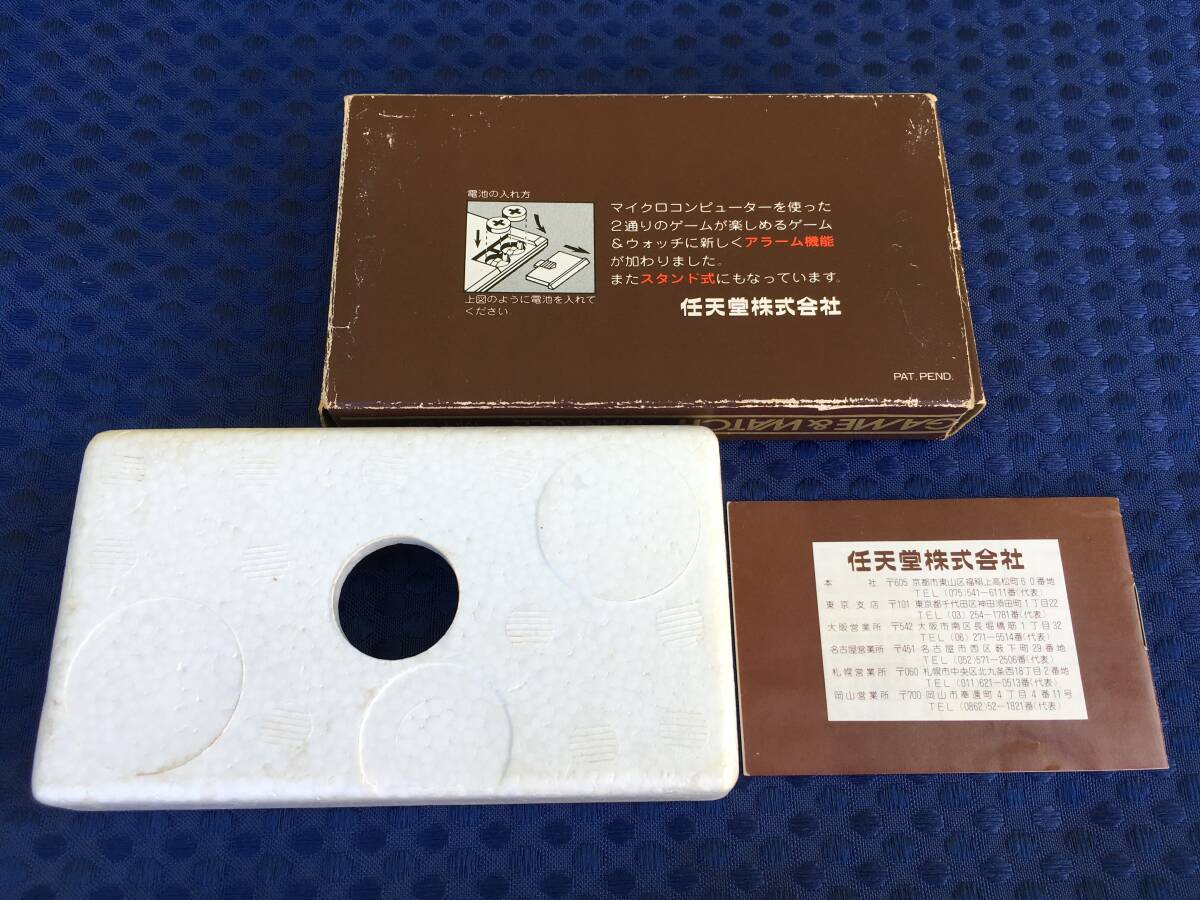 電池の入れ方
上図のように電池を入れて
ください
マイクロコンピューターを使った
2通りのゲームが楽しめるゲーム
&ウォッチに新しくアラーム機能
が加わりました。
またスタンド式にもなっています。
任天堂株式会社
PAT. PEND.
GAME & WATCH
任天堂株式会社
本社 〒605 京都市東山区福稲上高松町60番地
TEL (075)541-6111番(代表)
東京支店 〒101 東京都千代田区神田須田町1丁目22
TEL (03) 254-1781番(代表)
大阪営業所 〒542 大阪市南区長堀橋筋1丁目32
TEL (06) 271-5514番(代表)
名古屋営業所 〒451 名古屋市西区薮下町29番地
TEL (052)571-2506番(代表)
札幌営業所 〒060 札幌市中央区北九条西18丁目2番地
TEL (011)621-0513番(代表)
岡山営業所 〒700 岡山市奉還町4丁目4番11号
TEL (0862)52-1821番(代表)